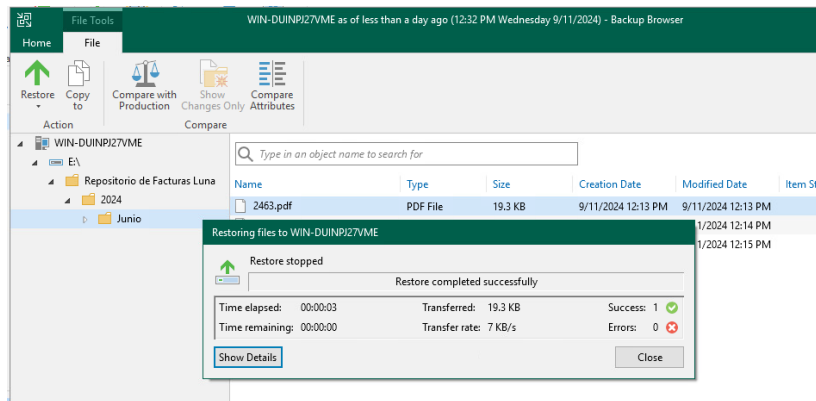 File Tools
WIN-DUINPJ27VME as of less than a day ago (12:32 PM Wednesday 9/11/2024) - Backup Browser
Home File
Restore Copy to Compare with Production Show Changes Only Compare Attributes
Action Compare
WIN-DUINPJ27VME
E:\
Repositorio de Facturas Luna
2024
Junio
Type in an object name to search for
Name Type Size Creation Date Modified Date Item St
2463.pdf PDF File 19.3 KB 9/11/2024 12:13 PM 9/11/2024 12:13 PM
1/2024 12:14 PM
1/2024 12:15 PM
Restoring files to WIN-DUINPJ27VME
Restore stopped
Restore completed successfully
Time elapsed: 00:00:03 Transferred: 19.3 KB Success: 1
Time remaining: 00:00:00 Transfer rate: 7 KB/s Errors: 0
Show Details Close